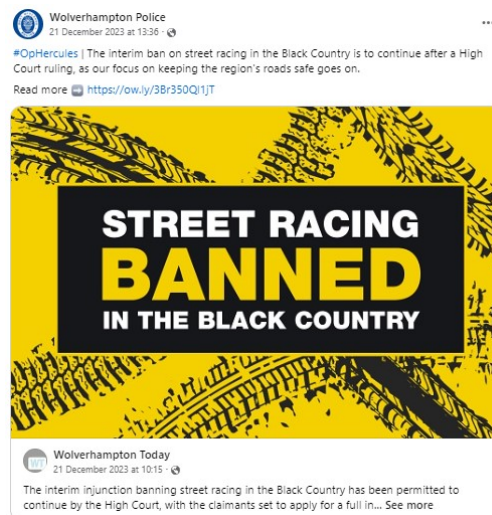 Wolverhampton Police
21 December 2023 at 13:36 ·
#OpHercules | The interim ban on street racing in the Black Country is to continue after a High
Court ruling, as our focus on keeping the region's roads safe goes on.
Read more ➡️ https://ow.ly/3Br350QI1jT
STREET RACING
BANNED
IN THE BLACK COUNTRY
WT
Wolverhampton Today
21 December 2023 at 10:15 ·
The interim injunction banning street racing in the Black Country has been permitted to
continue by the High Court, with the claimants set to apply for a full in... See more